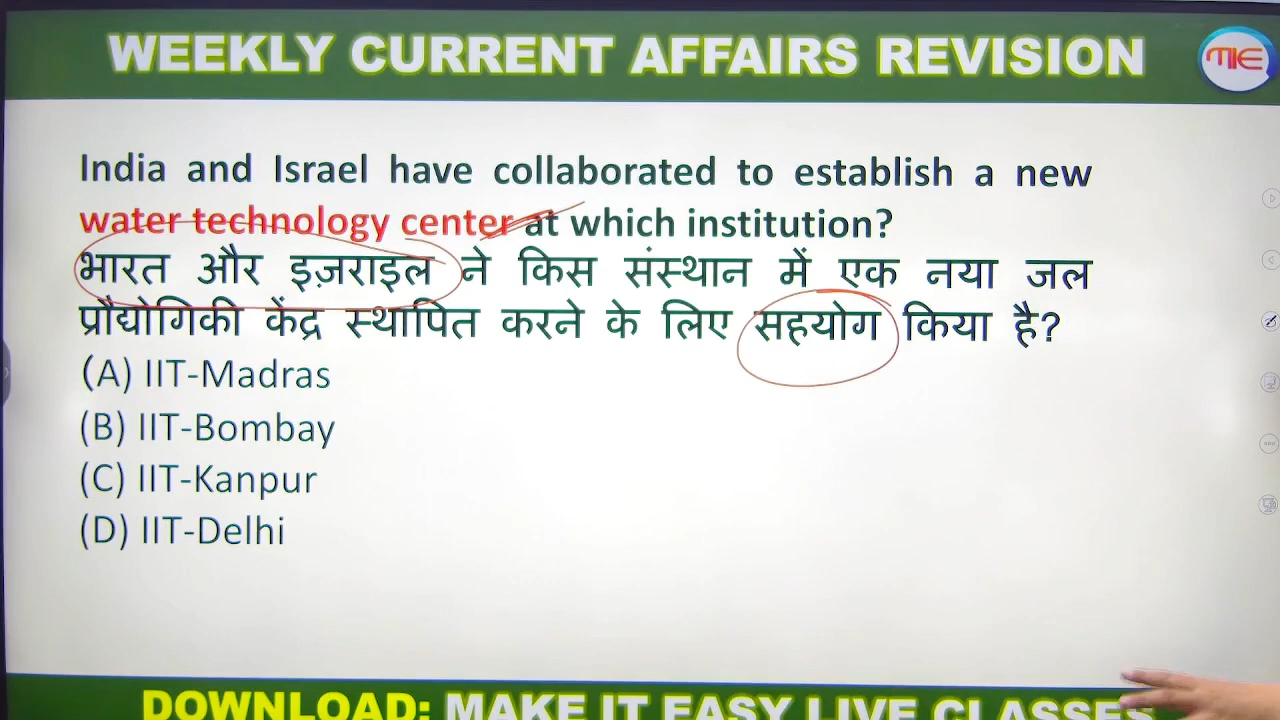 WEEKLY CURRENT AFFAIRS REVISION
MIE
India and Israel have collaborated to establish a new
water technology center at which institution?
भारत और इज़राइल ने किस संस्थान में एक नया जल
प्रौद्योगिकी केंद्र स्थापित करने के लिए सहयोग किया है?
(A) IIT-Madras
(B) IIT-Bombay
(C) IIT-Kanpur
(D) IIT-Delhi
DOWNLOAD: MAKE IT EASY LIVE CLASSES